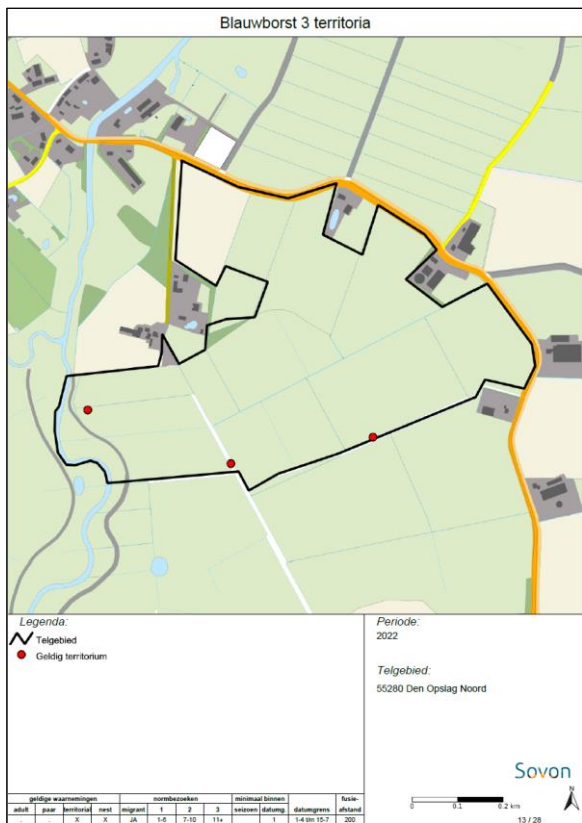 Blauwborst 3 territoria
Legenda:
Telgebied
Geldig territorium
Periode:
2022
Telgebied:
55280 Den Opslag Noord
Sovon
0 0.1 0.2 km
N
13 / 28
geldige waarnemingen normbezoeken minimaal binnen fusie-
adult paar territorial nest migrant 1 2 3 seizoen datumg. datumgrens afstand
. . X X JA 1-6 7-10 11+ 1 1-4 t/m 15-7 200